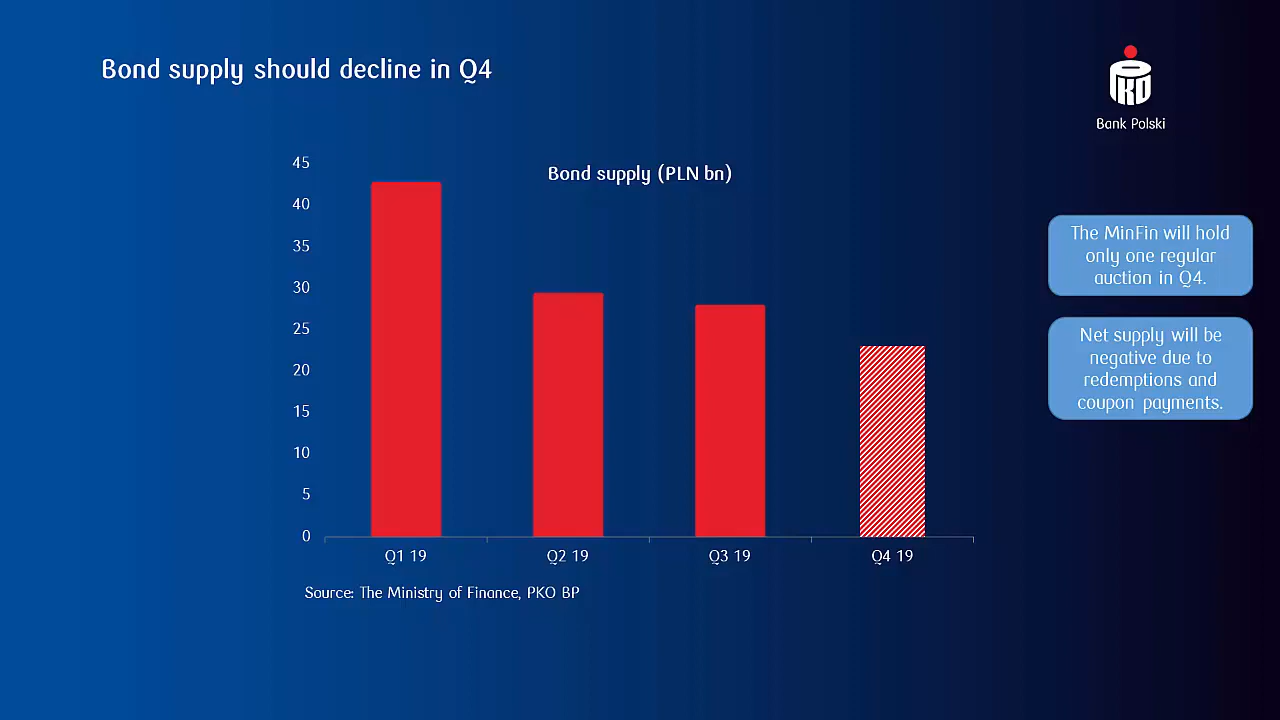 Bond supply should decline in Q4
PKO
Bank Polski
Bond supply (PLN bn)
45
40
35
30
25
20
15
10
5
0
Q1 19
Q2 19
Q3 19
Q4 19
Source: The Ministry of Finance, PKO BP
The MinFin will hold
only one regular
auction in Q4.
Net supply will be
negative due to
redemptions and
coupon payments.